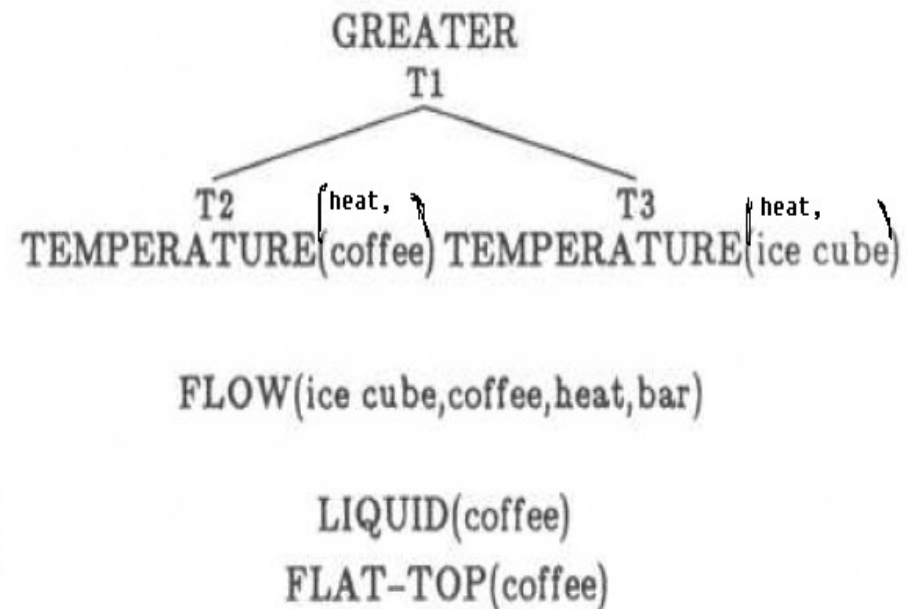 GREATER
T1
T2 T3
heat, heat,
TEMPERATURE(coffee) TEMPERATURE(ice cube)
FLOW(ice cube,coffee,heat,bar)
LIQUID(coffee)
FLAT-TOP(coffee)